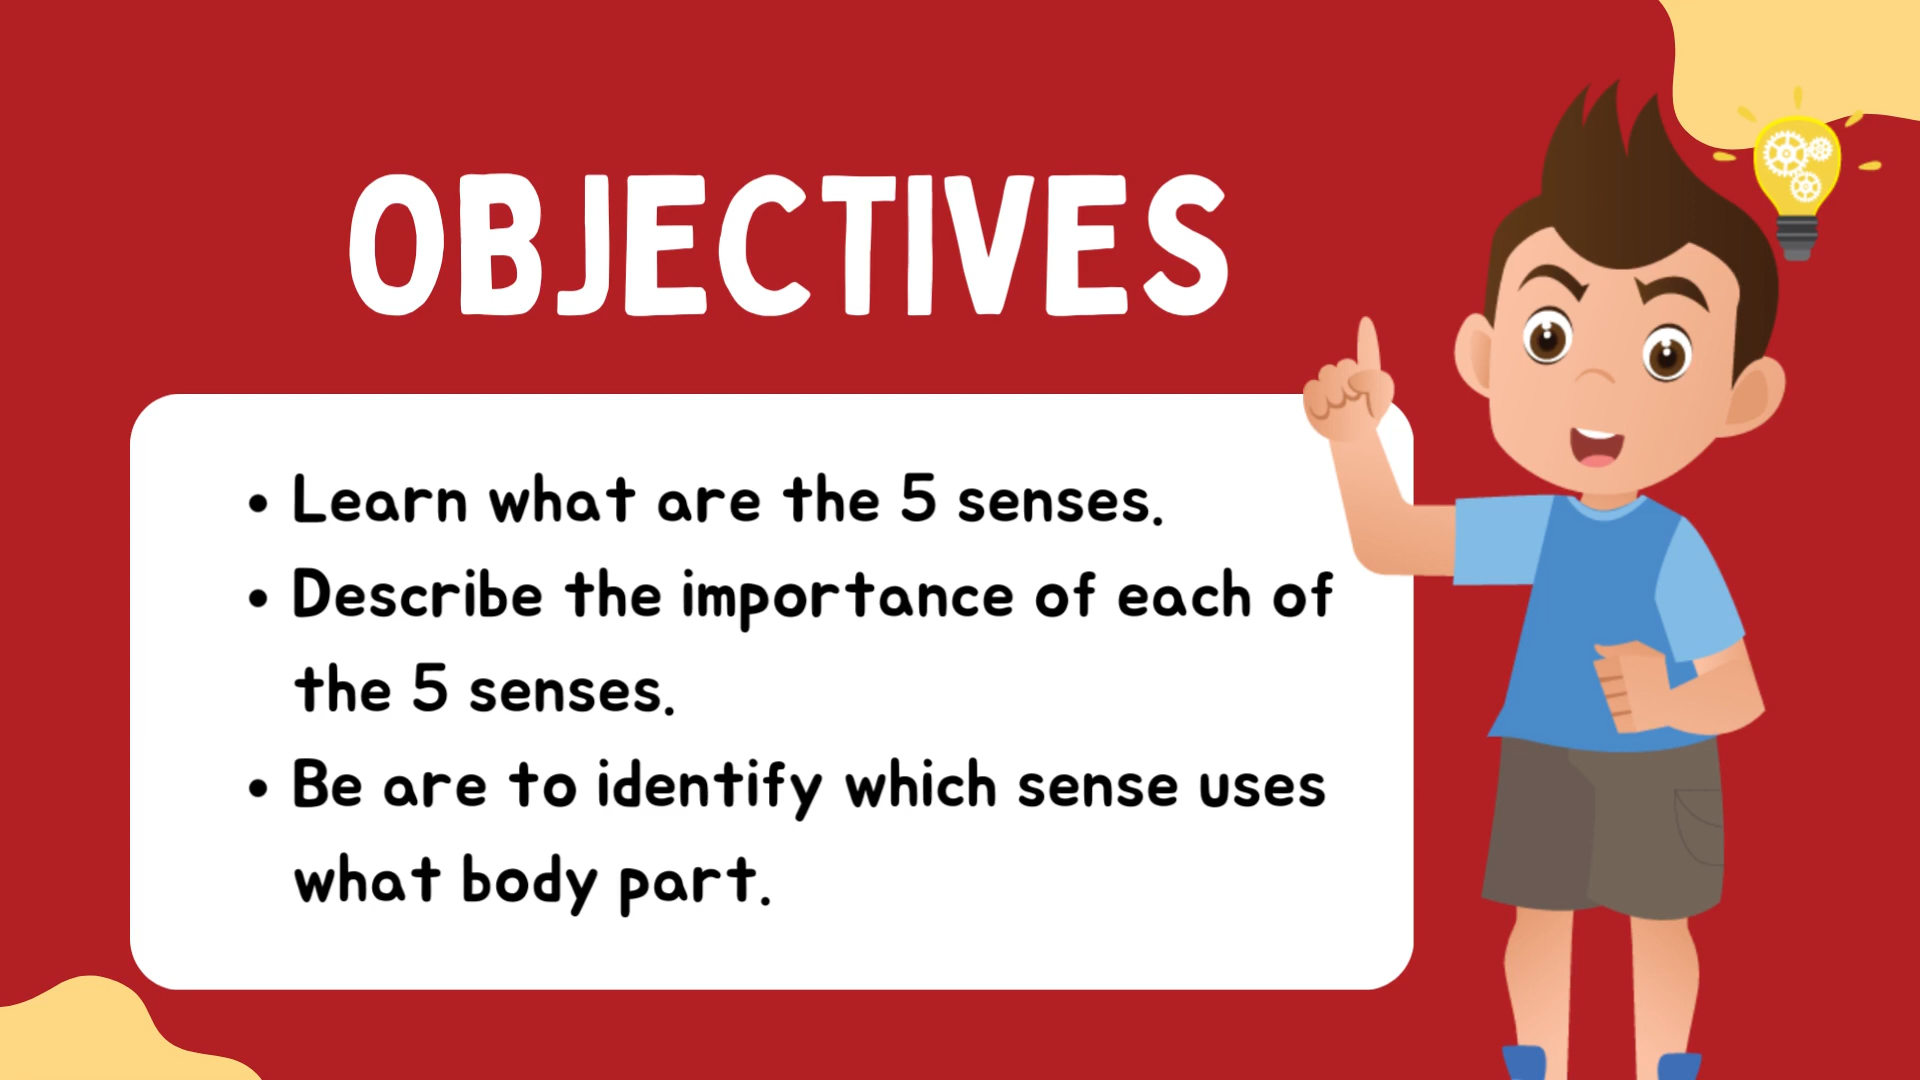 OBJECTIVES
• Learn what are the 5 senses.
• Describe the importance of each of
the 5 senses.
• Be are to identify which sense uses
what body part.